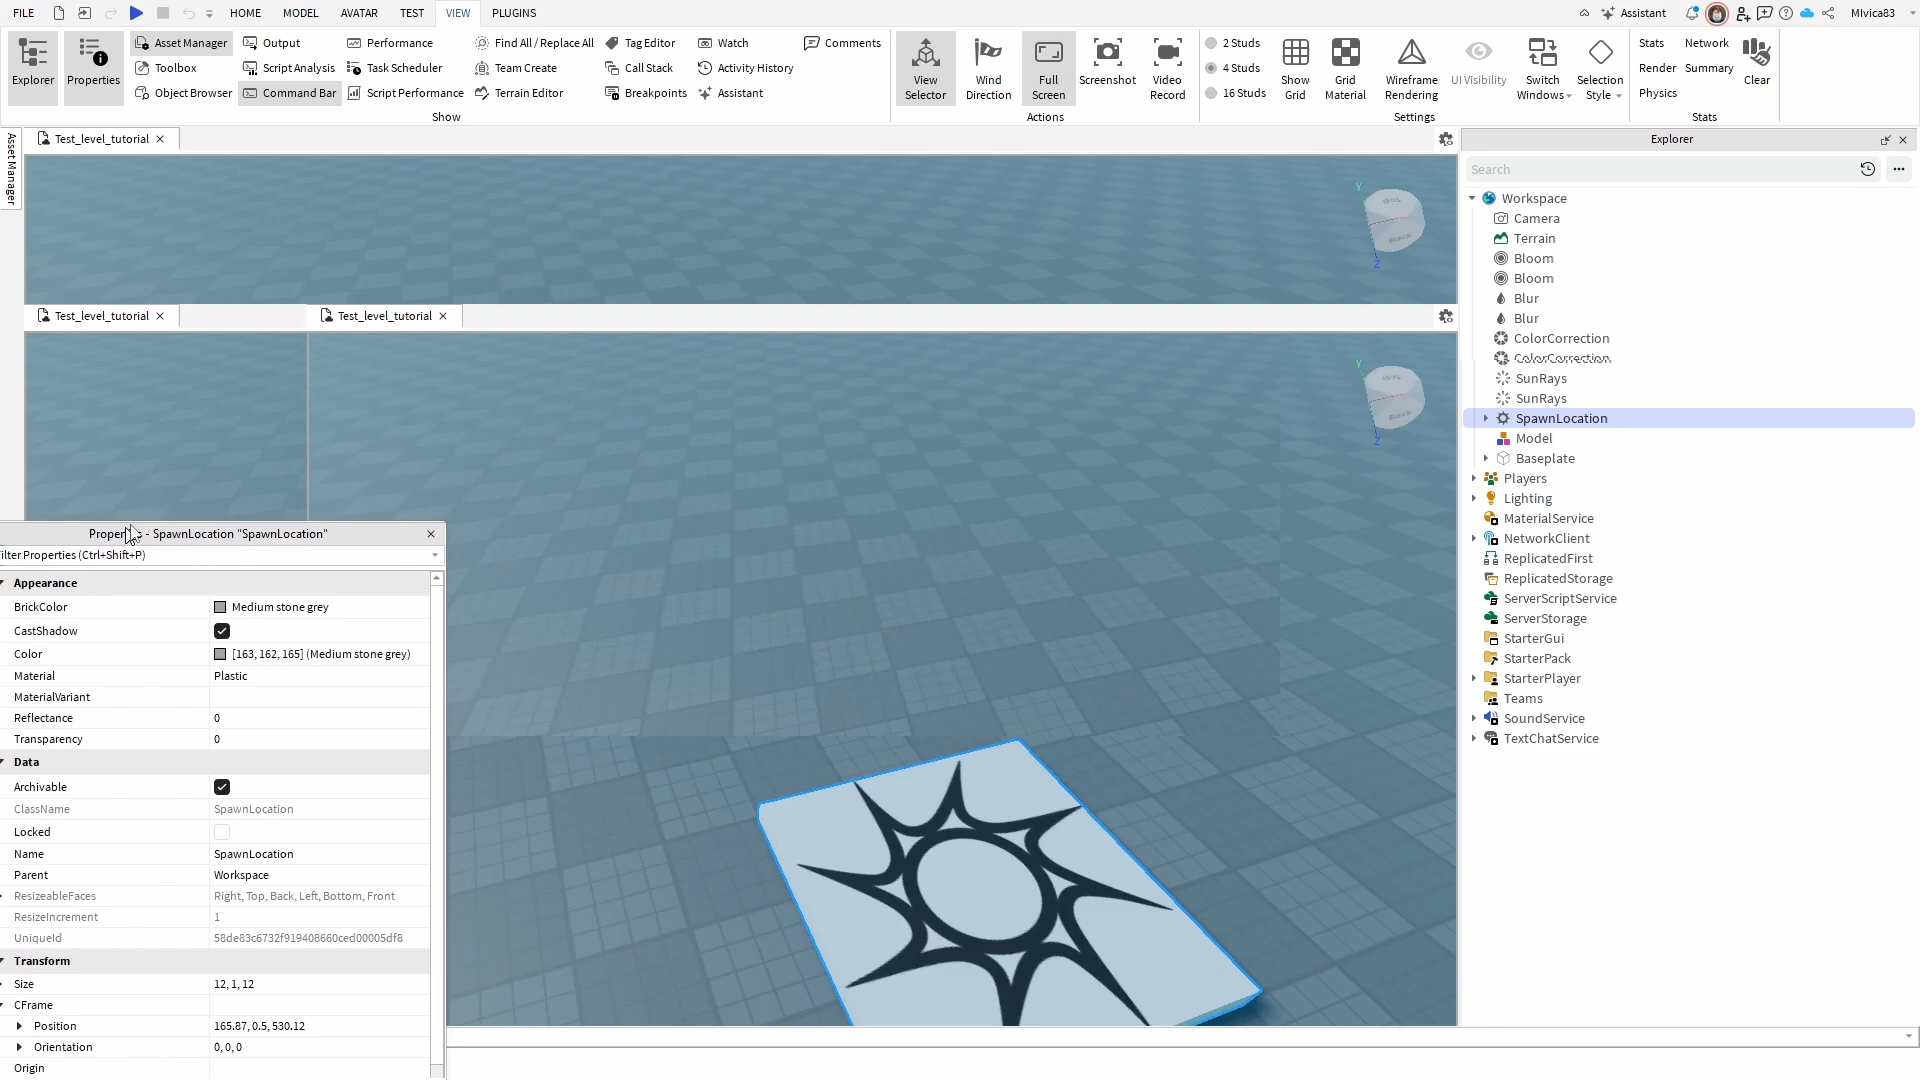 FILE HOME MODEL AVATAR TEST VIEW PLUGINS Assistant MIvica83
Explorer
Properties
Asset Manager
Toolbox
Object Browser
Output
Script Analysis
Command Bar
Performance
Task Scheduler
Script Performance
Find All / Replace All
Team Create
Terrain Editor
Tag Editor
Call Stack
Breakpoints
Watch
Activity History
Assistant
Comments
Show
View
Selector
Wind
Direction
Full
Screen
Screenshot
Video
Record
Actions
2 Studs
4 Studs
16 Studs
Show
Grid
Grid
Material
Wireframe
Rendering
UI Visibility
Switch
Windows
Selection
Style
Settings
Stats
Render
Physics
Network
Summary
Clear
Stats
Asset Manager
Test_level_tutorial
Y
Z
Test_level_tutorial
Test_level_tutorial
Y
Z
Properties - SpawnLocation "SpawnLocation"
ilter Properties (Ctrl+Shift+P)
Appearance
BrickColor Medium stone grey
CastShadow
Color [163, 162, 165] (Medium stone grey)
Material Plastic
MaterialVariant
Reflectance 0
Transparency 0
Data
Archivable
ClassName SpawnLocation
Locked
Name SpawnLocation
Parent Workspace
ResizeableFaces Right, Top, Back, Left, Bottom, Front
ResizeIncrement 1
UniqueId 58de83c6732f919408660ced00005df8
Transform
Size 12, 1, 12
CFrame
Position 165.87, 0.5, 530.12
Orientation 0, 0, 0
Origin
Explorer
Search
Workspace
Camera
Terrain
Bloom
Bloom
Blur
Blur
ColorCorrection
ColorCorrection
SunRays
SunRays
SpawnLocation
Model
Baseplate
Players
Lighting
MaterialService
NetworkClient
ReplicatedFirst
ReplicatedStorage
ServerScriptService
ServerStorage
StarterGui
StarterPack
StarterPlayer
Teams
SoundService
TextChatService